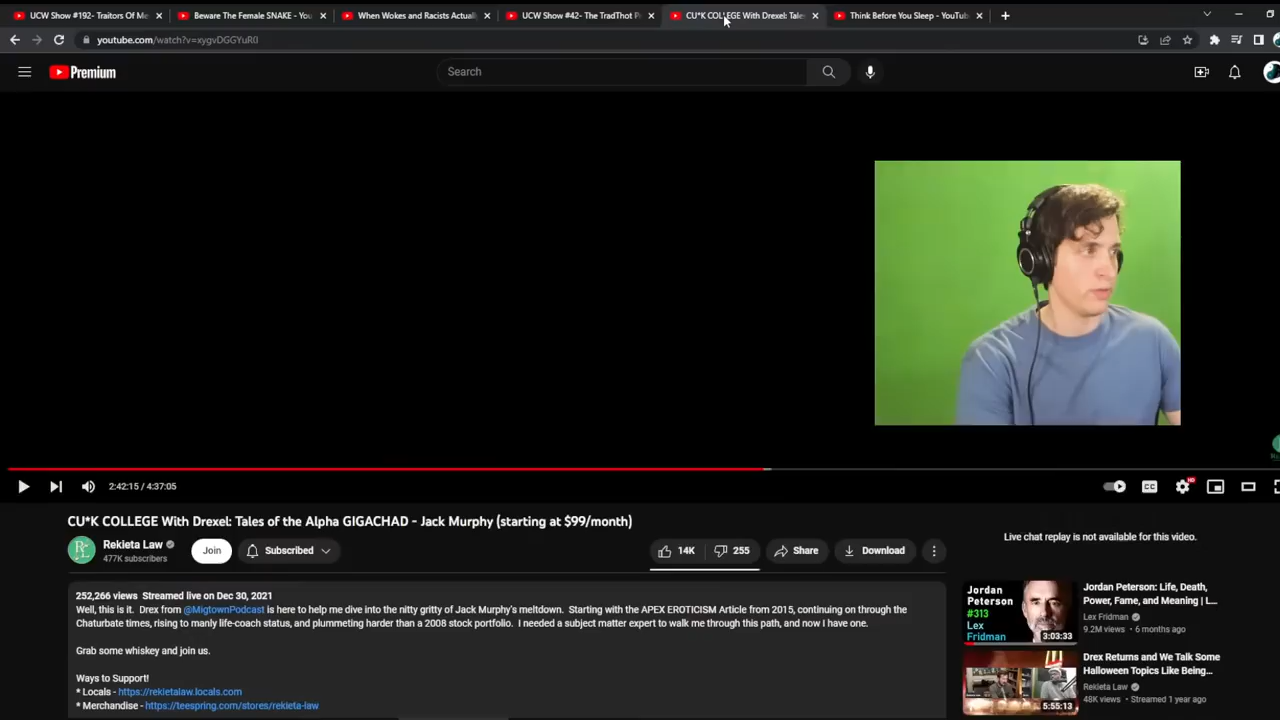 UCW Show #192- Traitors Of Me
Beware The Female SNAKE - You
When Wokes and Racists Actuall
UCW Show #42- The TradThot P
CU*K COLLEGE With Drexel: Tales
Think Before You Sleep - YouTub
youtube.com/watch?v=xygvDGGYuR0
Premium
Search
2:42:15 / 4:37:05
CC
HD
CU*K COLLEGE With Drexel: Tales of the Alpha GIGACHAD - Jack Murphy (starting at $99/month)
Rekieta Law
477K subscribers
Join
Subscribed
14K
255
Share
Download
252,266 views Streamed live on Dec 30, 2021
Well, this is it. Drex from @MigtownPodcast is here to help me dive into the nitty gritty of Jack Murphy's meltdown. Starting with the APEX EROTICISM Article from 2015, continuing on through the
Chaturbate times, rising to manly life-coach status, and plummeting harder than a 2008 stock portfolio. I needed a subject matter expert to walk me through this path, and now I have one.
Grab some whiskey and join us.
Ways to Support!
* Locals - https://rekietalaw.locals.com
* Merchandise - https://teespring.com/stores/rekieta-law
Live chat replay is not available for this video.
Jordan
Peterson
#313
Lex
Fridman
3:03:33
Jordan Peterson: Life, Death,
Power, Fame, and Meaning | L...
Lex Fridman
9.2M views • 6 months ago
5:55:13
Drex Returns and We Talk Some
Halloween Topics Like Being...
Rekieta Law
48K views • Streamed 1 year ago